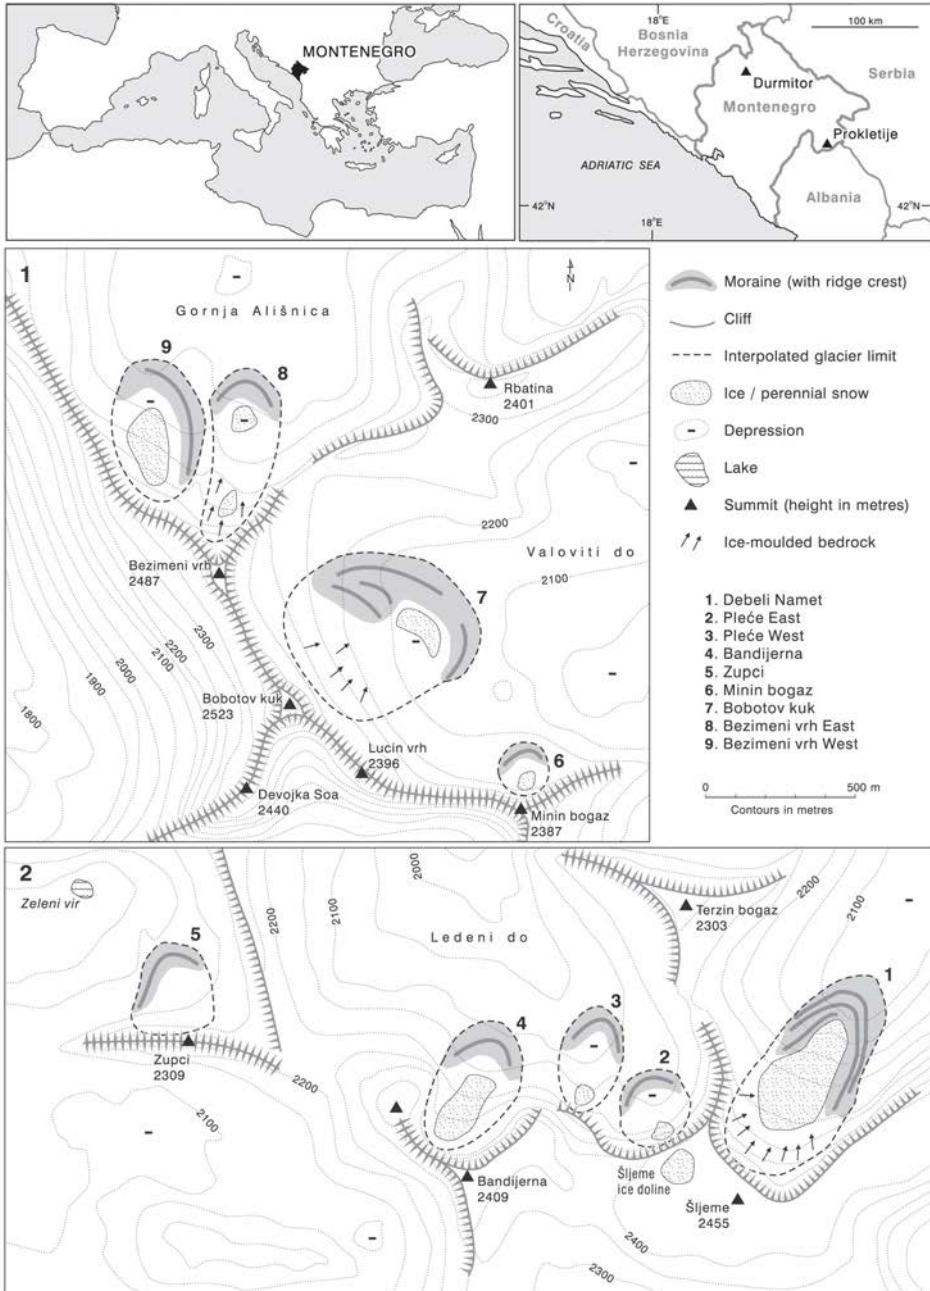 MONTENEGRO
18°E
100 km
Croatia
Bosnia
Herzegovina
Serbia
Durmitor
Montenegro
Prokletije
ADRIATIC SEA
Albania
42°N
42°N
18°E
1
N
Gornja Ališnica
9
8
Rbatina
2401
2300
2200
Valoviti do
2100
Bezimeni vrh
2487
7
2300
2200
2100
2000
1900
1800
Bobotov kuk
2523
Lucin vrh
2396
6
Devojka Soa
2440
Minin bogaz
2387
Moraine (with ridge crest)
Cliff
Interpolated glacier limit
Ice / perennial snow
Depression
Lake
Summit (height in metres)
Ice-moulded bedrock
1. Debeli Namet
2. Pleće East
3. Pleće West
4. Bandijerna
5. Zupci
6. Minin bogaz
7. Bobotov kuk
8. Bezimeni vrh East
9. Bezimeni vrh West
0 500 m
Contours in metres
2
Zeleni vir
2200
2100
2000
2200
2100
Terzin bogaz
2303
Ledeni do
5
1
3
4
2
Zupci
2309
2200
2100
Bandijerna
2409
Šljeme
ice doline
Šljeme
2455
2400
2300